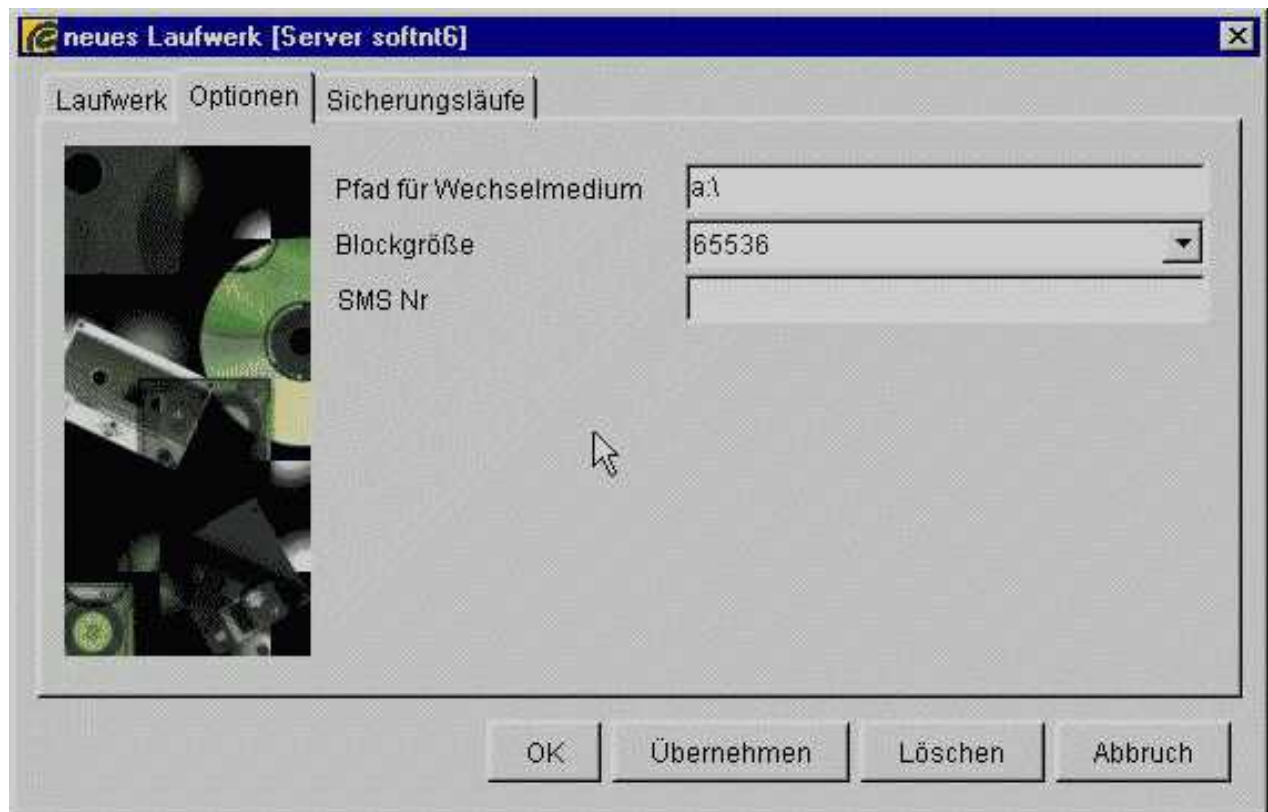 neues Laufwerk [Server softnt6]
Laufwerk Optionen Sicherungsläufe
Pfad für Wechselmedium a:\
Blockgröße 65536
SMS Nr
OK Übernehmen Löschen Abbruch